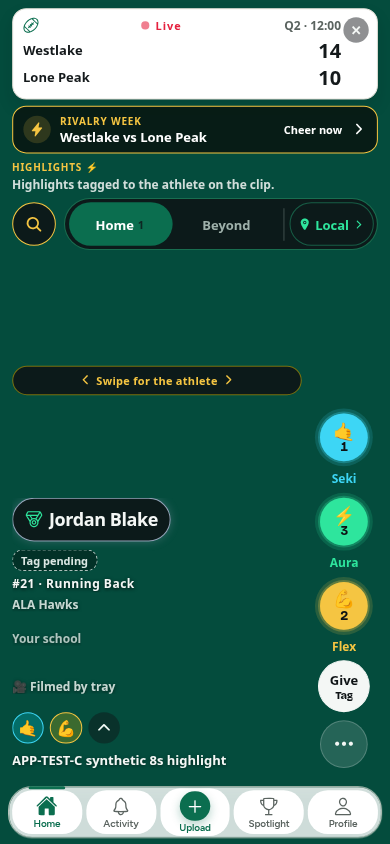 Live
Q2 · 12:00
Westlake 14
Lone Peak 10
RIVALRY WEEK
Westlake vs Lone Peak
Cheer now
HIGHLIGHTS ⚡
Highlights tagged to the athlete on the clip.
Home 1
Beyond
Local
Swipe for the athlete
1
Seki
3
Aura
2
Flex
Give
Tag
Jordan Blake
Tag pending
#21 · Running Back
ALA Hawks
Your school
Filmed by tray
APP-TEST-C synthetic 8s highlight
Home
Activity
Upload
Spotlight
Profile